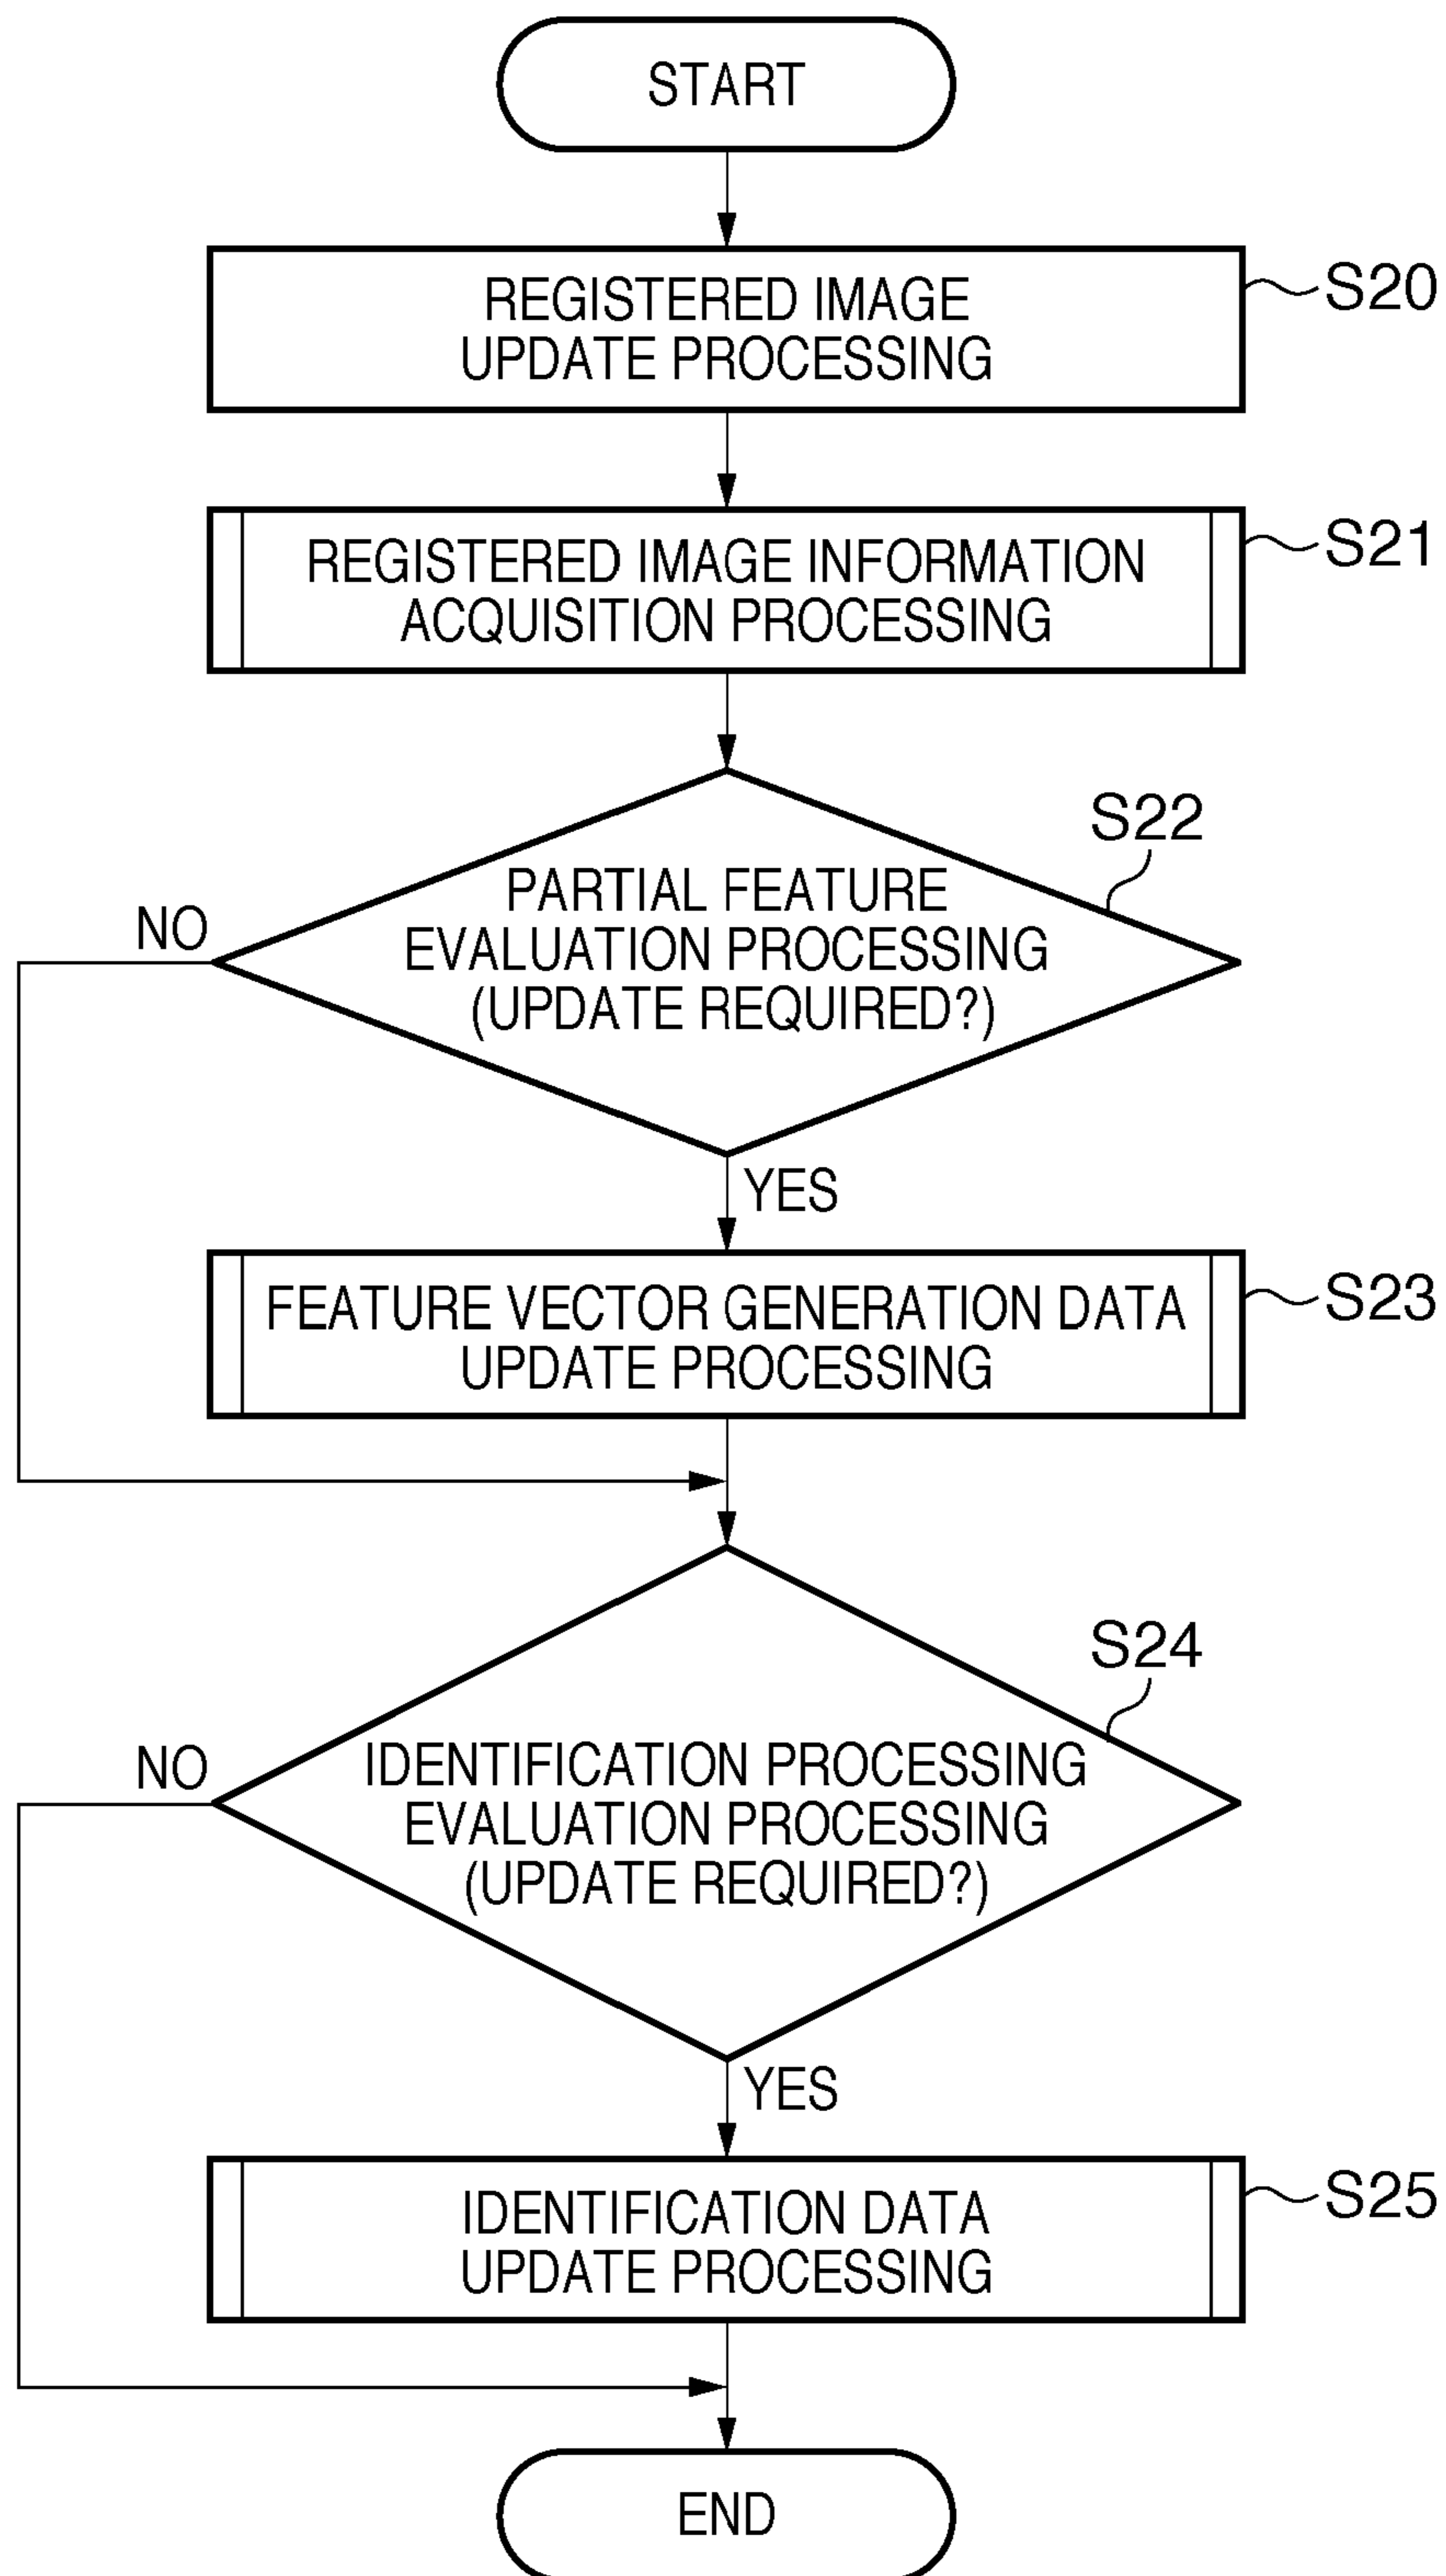 START
REGISTERED IMAGE
UPDATE PROCESSING
S20
REGISTERED IMAGE INFORMATION
ACQUISITION PROCESSING
S21
S22
PARTIAL FEATURE
EVALUATION PROCESSING
(UPDATE REQUIRED?)
NO
YES
FEATURE VECTOR GENERATION DATA
UPDATE PROCESSING
S23
S24
IDENTIFICATION PROCESSING
EVALUATION PROCESSING
(UPDATE REQUIRED?)
NO
YES
IDENTIFICATION DATA
UPDATE PROCESSING
S25
END